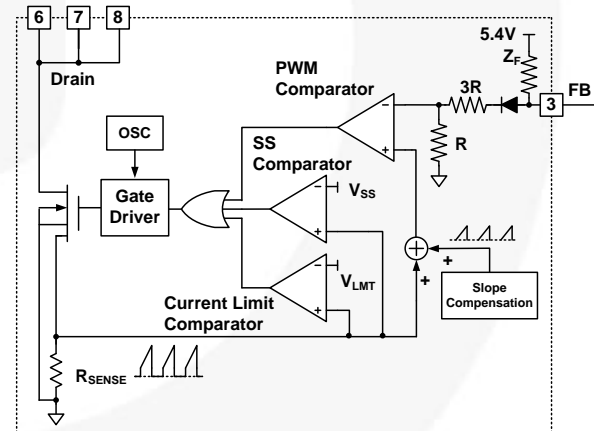 6 7 8
5.4V
Drain
PWM
Comparator
Z_F
3R
3
FB
OSC
SS
Comparator
R
Gate
Driver
V_SS
+
+
V_LMT
Current Limit
Comparator
Slope
Compensation
R_SENSE